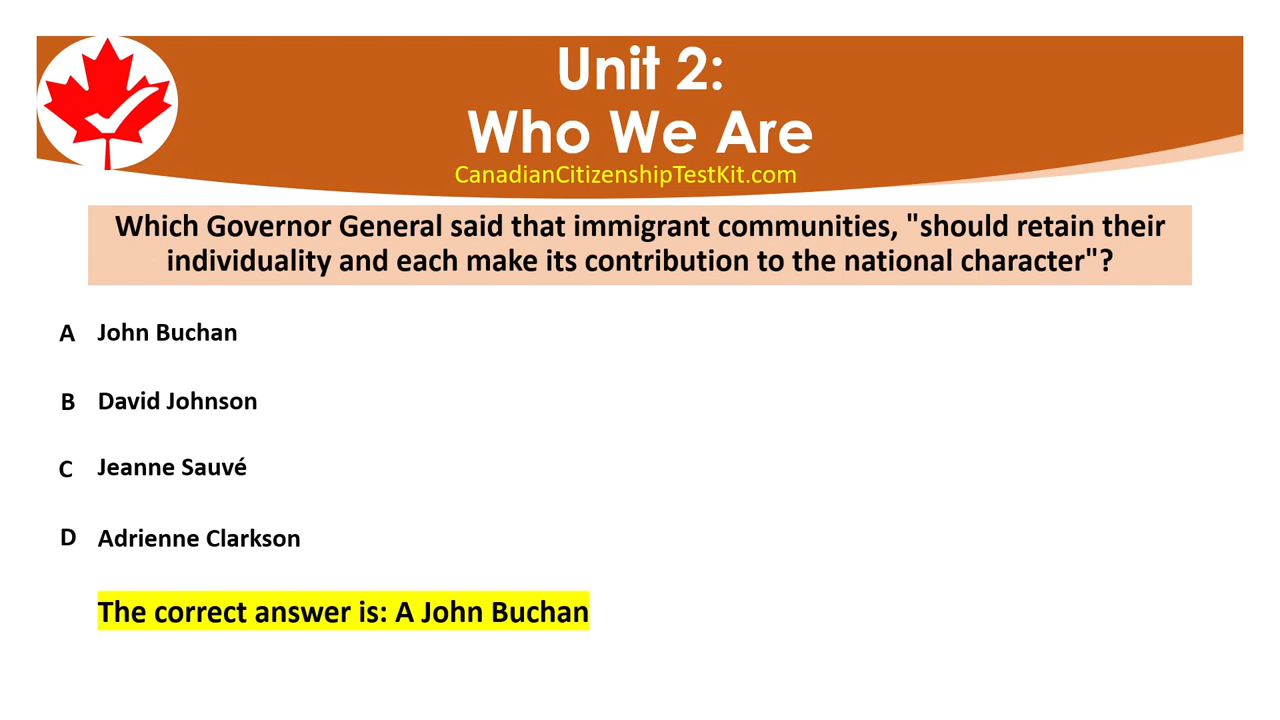 Unit 2:
Who We Are
CanadianCitizenshipTestKit.com
Which Governor General said that immigrant communities, "should retain their
individuality and each make its contribution to the national character"?
A John Buchan
B David Johnson
C Jeanne Sauvé
D Adrienne Clarkson
The correct answer is: A John Buchan